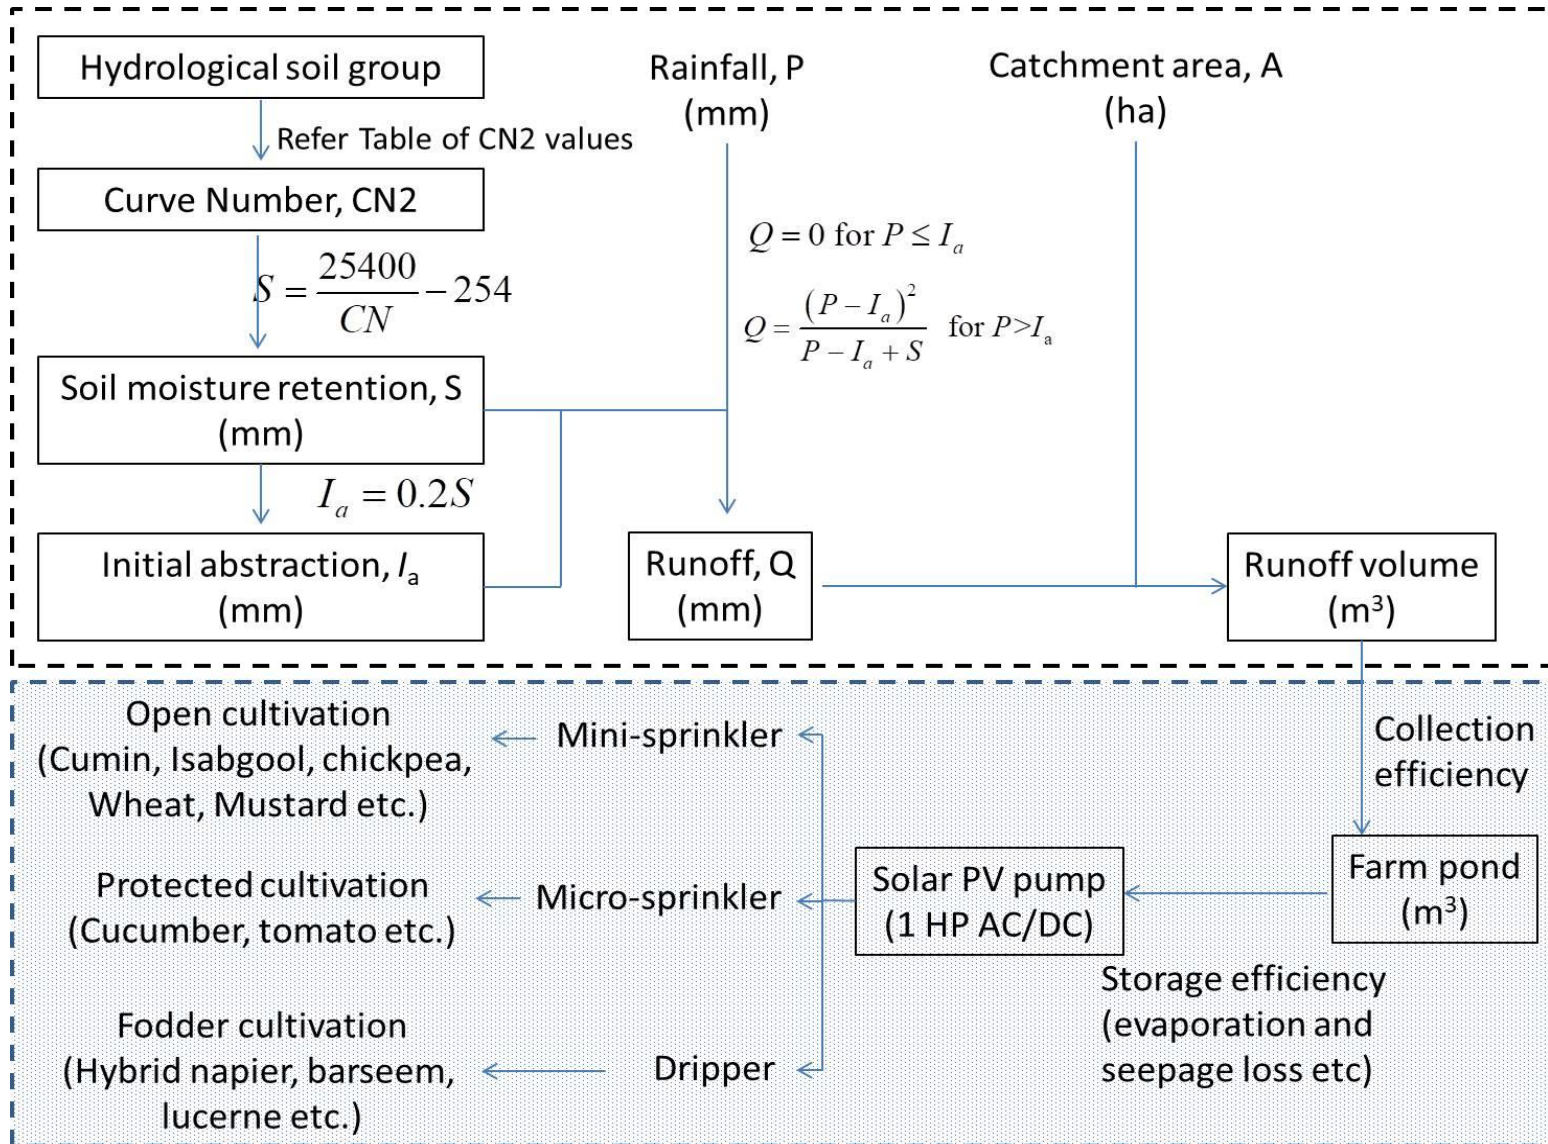 Hydrological soil group
Refer Table of CN2 values
Curve Number, CN2
S = 25400/CN − 254
Soil moisture retention, S
(mm)
Iₐ = 0.2S
Initial abstraction, Iₐ
(mm)
Rainfall, P
(mm)
Q = 0 for P ≤ Iₐ
Q = (P − Iₐ)²/(P − Iₐ + S) for P>Iₐ
Runoff, Q
(mm)
Catchment area, A
(ha)
Runoff volume
(m³)
Collection
efficiency
Farm pond
(m³)
Storage efficiency
(evaporation and
seepage loss etc)
Solar PV pump
(1 HP AC/DC)
Mini-sprinkler
Open cultivation
(Cumin, Isabgool, chickpea,
Wheat, Mustard etc.)
Micro-sprinkler
Protected cultivation
(Cucumber, tomato etc.)
Dripper
Fodder cultivation
(Hybrid napier, barseem,
lucerne etc.)